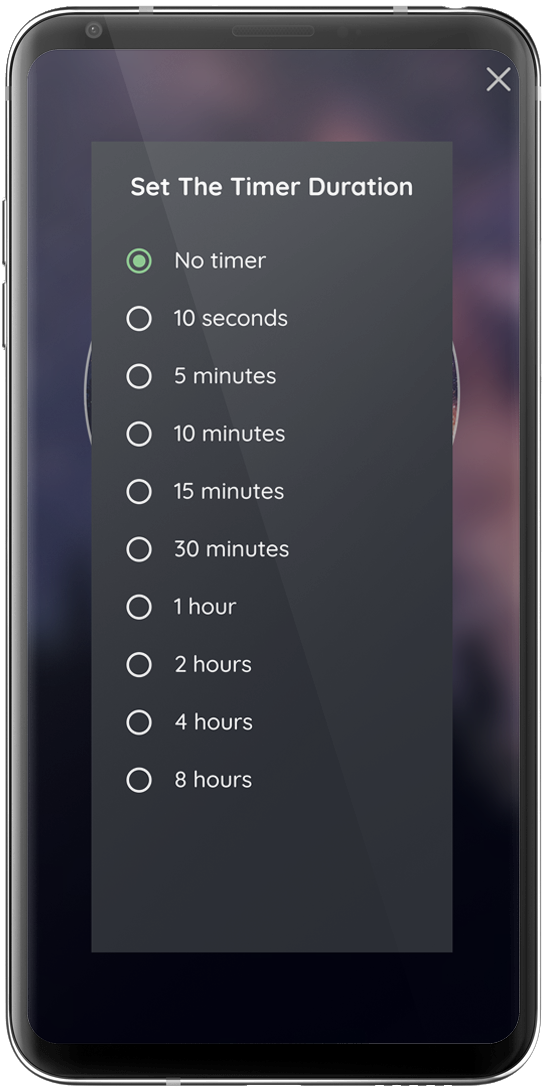 Set The Timer Duration
No timer
10 seconds
5 minutes
10 minutes
15 minutes
30 minutes
1 hour
2 hours
4 hours
8 hours